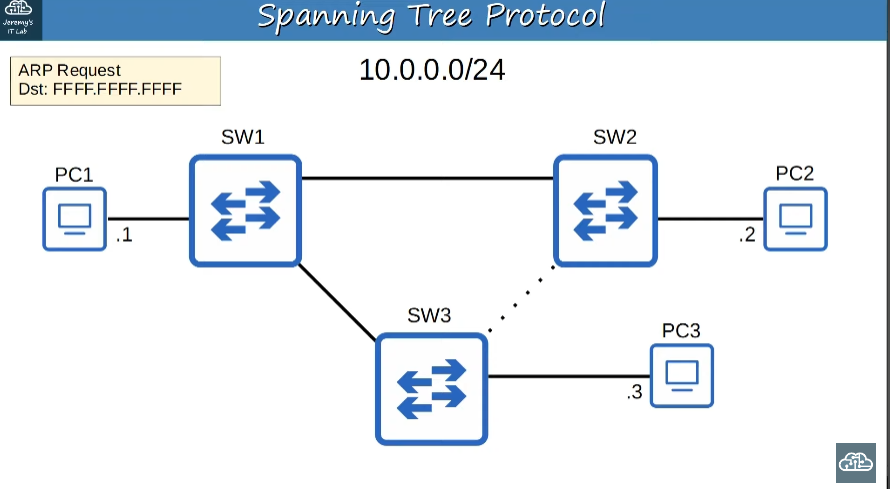 Jeremy's
IT Lab
Spanning Tree Protocol
ARP Request
Dst: FFFF.FFFF.FFFF
10.0.0.0/24
SW1
SW2
PC1
PC2
.1
.2
SW3
PC3
.3